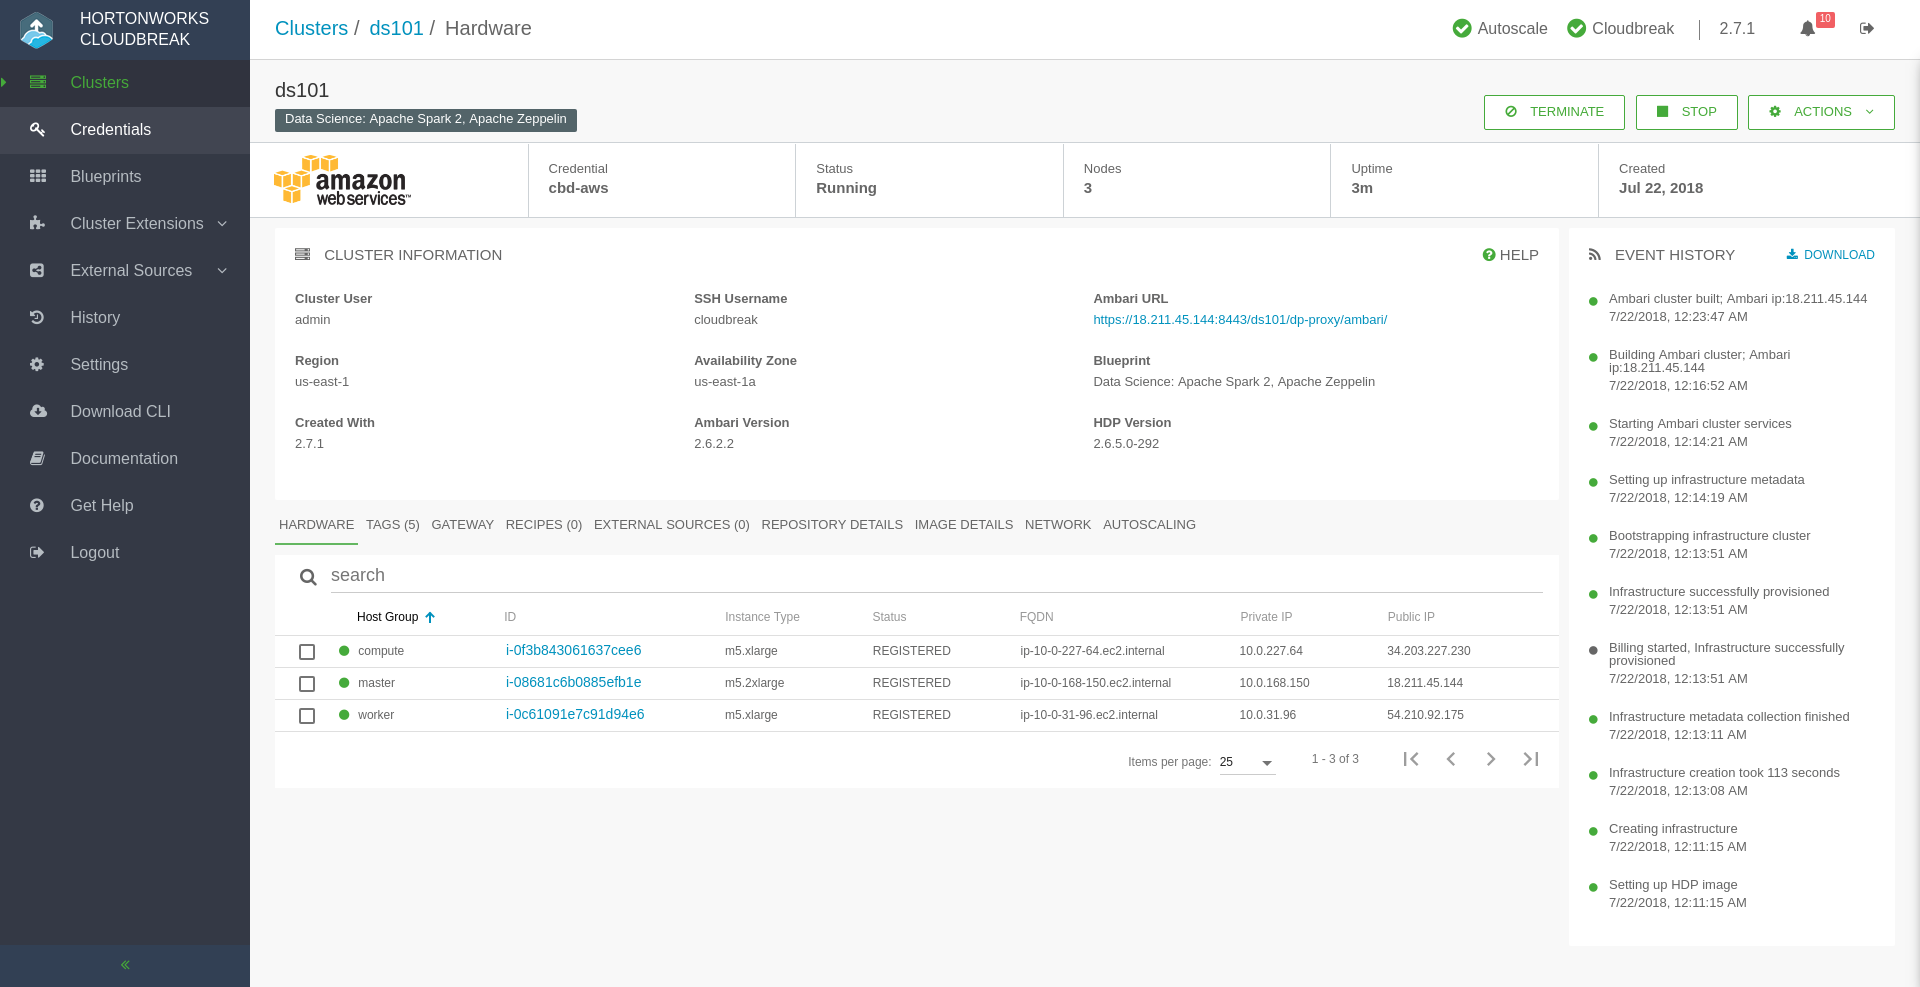 HORTONWORKS
CLOUDBREAK
Clusters
Credentials
Blueprints
Cluster Extensions
External Sources
History
Settings
Download CLI
Documentation
Get Help
Logout
Clusters / ds101 / Hardware
Autoscale
Cloudbreak
2.7.1
10
ds101
Data Science: Apache Spark 2, Apache Zeppelin
TERMINATE
STOP
ACTIONS
amazon
web services™
Credential
cbd-aws
Status
Running
Nodes
3
Uptime
3m
Created
Jul 22, 2018
CLUSTER INFORMATION
HELP
Cluster User
admin
SSH Username
cloudbreak
Ambari URL
https://18.211.45.144:8443/ds101/dp-proxy/ambari/
Region
us-east-1
Availability Zone
us-east-1a
Blueprint
Data Science: Apache Spark 2, Apache Zeppelin
Created With
2.7.1
Ambari Version
2.6.2.2
HDP Version
2.6.5.0-292
HARDWARE TAGS (5) GATEWAY RECIPES (0) EXTERNAL SOURCES (0) REPOSITORY DETAILS IMAGE DETAILS NETWORK AUTOSCALING
search
Host Group ID Instance Type Status FQDN Private IP Public IP
compute i-0f3b843061637cee6 m5.xlarge REGISTERED ip-10-0-227-64.ec2.internal 10.0.227.64 34.203.227.230
master i-08681c6b0885efb1e m5.2xlarge REGISTERED ip-10-0-168-150.ec2.internal 10.0.168.150 18.211.45.144
worker i-0c61091e7c91d94e6 m5.xlarge REGISTERED ip-10-0-31-96.ec2.internal 10.0.31.96 54.210.92.175
Items per page: 25 1 - 3 of 3
EVENT HISTORY
DOWNLOAD
Ambari cluster built; Ambari ip:18.211.45.144
7/22/2018, 12:23:47 AM
Building Ambari cluster; Ambari
ip:18.211.45.144
7/22/2018, 12:16:52 AM
Starting Ambari cluster services
7/22/2018, 12:14:21 AM
Setting up infrastructure metadata
7/22/2018, 12:14:19 AM
Bootstrapping infrastructure cluster
7/22/2018, 12:13:51 AM
Infrastructure successfully provisioned
7/22/2018, 12:13:51 AM
Billing started, Infrastructure successfully
provisioned
7/22/2018, 12:13:51 AM
Infrastructure metadata collection finished
7/22/2018, 12:13:11 AM
Infrastructure creation took 113 seconds
7/22/2018, 12:13:08 AM
Creating infrastructure
7/22/2018, 12:11:15 AM
Setting up HDP image
7/22/2018, 12:11:15 AM